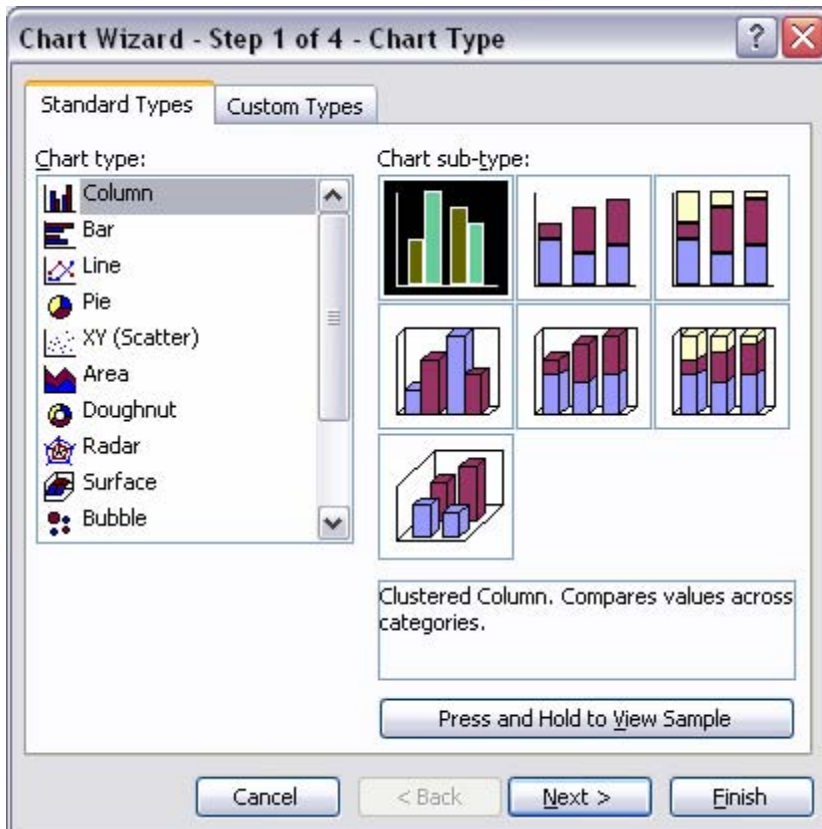 Chart Wizard - Step 1 of 4 - Chart Type
?
Standard Types
Custom Types
Chart type:
Column
Bar
Line
Pie
XY (Scatter)
Area
Doughnut
Radar
Surface
Bubble
Chart sub-type:
Clustered Column. Compares values across
categories.
Press and Hold to View Sample
Cancel
< Back
Next >
Finish